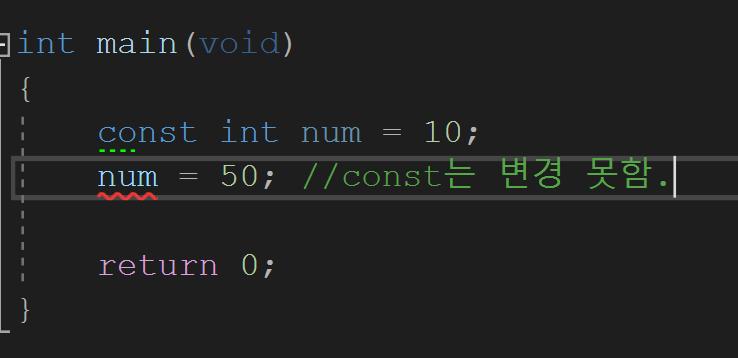 int main(void)
{
const int num = 10;
num = 50; //const는 변경 못함.
return 0;
}